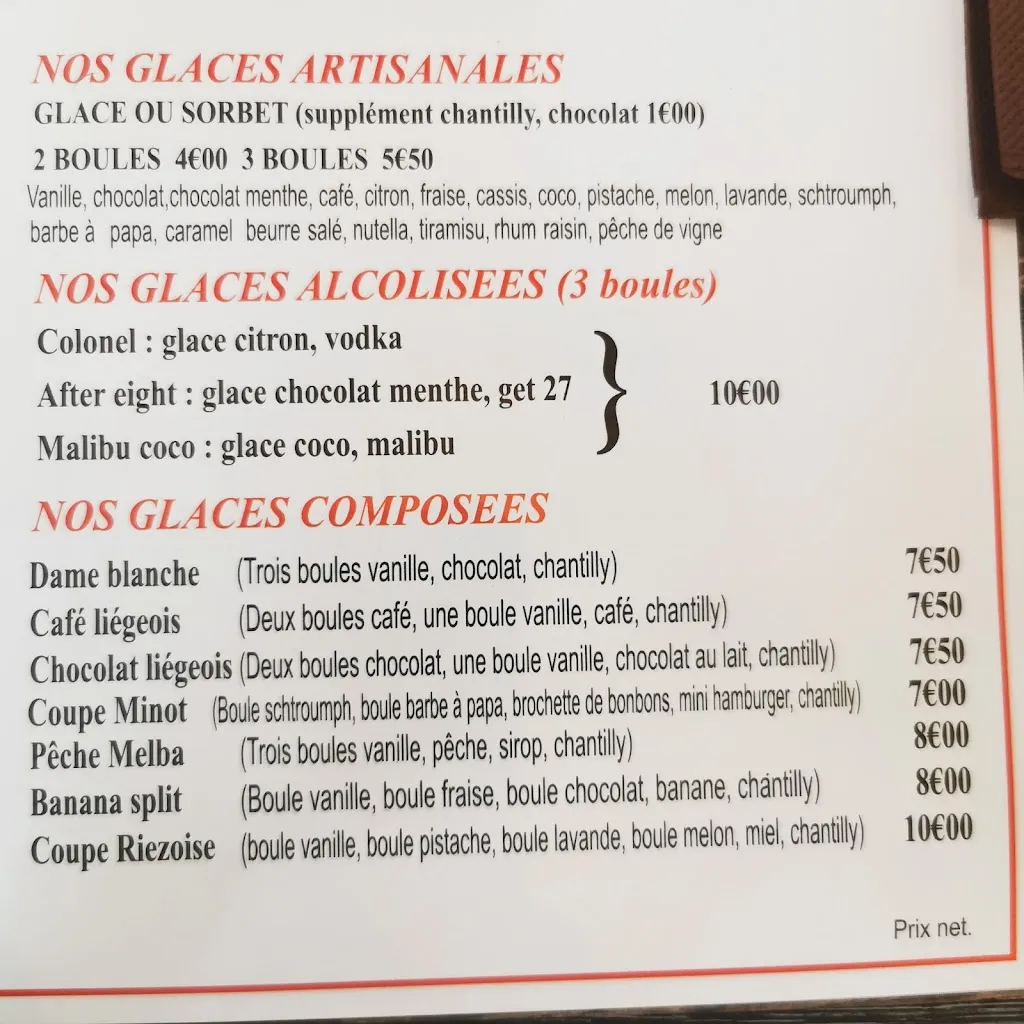 NOS GLACES ARTISANALES
GLACE OU SORBET (supplément chantilly, chocolat 1€00)
2 BOULES 4€00 3 BOULES 5€50
Vanille, chocolat,chocolat menthe, café, citron, fraise, cassis, coco, pistache, melon, lavande, schtroumph,
barbe à papa, caramel beurre salé, nutella, tiramisu, rhum raisin, pêche de vigne
NOS GLACES ALCOLISEES (3 boules)
Colonel : glace citron, vodka
After eight : glace chocolat menthe, get 27 } 10€00
Malibu coco : glace coco, malibu
NOS GLACES COMPOSEES
Dame blanche (Trois boules vanille, chocolat, chantilly) 7€50
Café liégeois (Deux boules café, une boule vanille, café, chantilly) 7€50
Chocolat liégeois (Deux boules chocolat, une boule vanille, chocolat au lait, chantilly) 7€50
Coupe Minot (Boule schtroumph, boule barbe à papa, brochette de bonbons, mini hamburger, chantilly) 7€00
Pêche Melba (Trois boules vanille, pêche, sirop, chantilly) 8€00
Banana split (Boule vanille, boule fraise, boule chocolat, banane, chantilly) 8€00
Coupe Riezoise (boule vanille, boule pistache, boule lavande, boule melon, miel, chantilly) 10€00
Prix net.